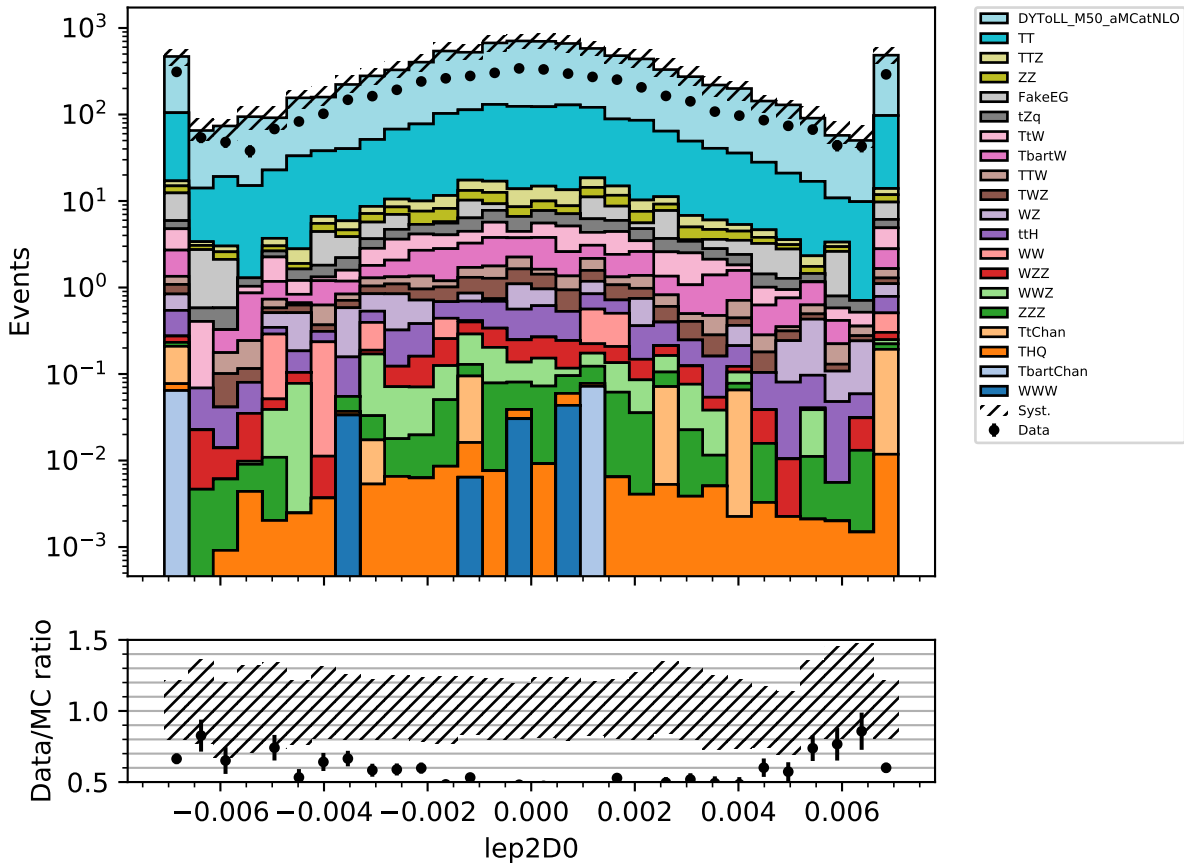 10³
10²
10¹
10⁰
10⁻¹
10⁻²
10⁻³
Events
DYToLL_M50_aMCatNLO
TT
TTZ
ZZ
FakeEG
tZq
TtW
TbartW
TTW
TWZ
WZ
ttH
WW
WZZ
WWZ
ZZZ
TtChan
THQ
TbartChan
WWW
Syst.
Data
1.5
1.0
0.5
Data/MC ratio
−0.006 −0.004 −0.002 0.000 0.002 0.004 0.006
lep2D0